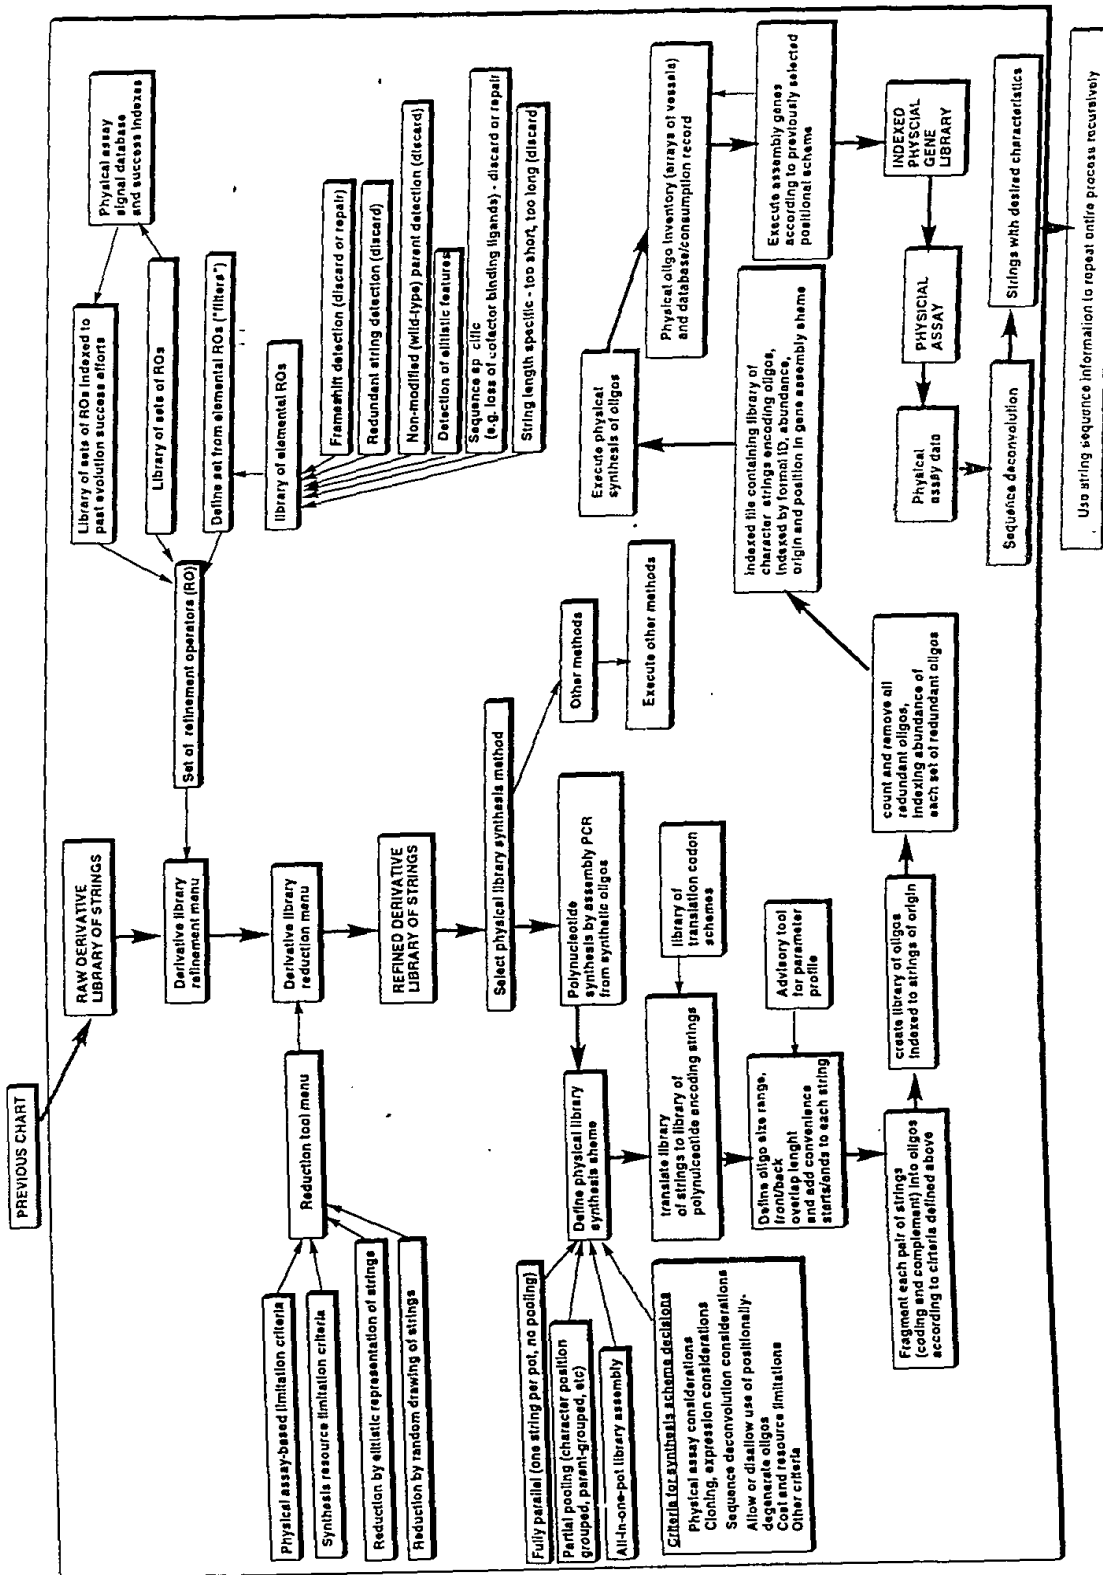 PREVIOUS CHART
RAW DERIVATIVE
LIBRARY OF STRINGS
Derivative library
refinement menu
Set of refinement operators (RO)
Library of sets of ROs indexed to
past evolution success efforts
Physical assay
signal database
and success indexes
Library of sets of ROs
Define set from elemental ROs ("filters")
library of elemental ROs
Frameshift detection (discard or repair)
Redundant string detection (discard)
Non-modified (wild-type) parent detection (discard)
Detection of elitistic features
Sequence sp cific
(e.g. loss of cofactor binding ligands) - discard or repair
String length specific - too short, too long (discard)
Reduction tool menu
Derivative library
reduction menu
Physical assay-based limitation criteria
Synthesis resource limitation criteria
Reduction by elitistic representation of strings
Reduction by random drawing of strings
REFINED DERIVATIVE
LIBRARY OF STRINGS
Select physical library synthesis method
Other methods
Execute other methods
Polynucleotide
synthesis by assembly PCR
from synthetic oligos
Define physical library
synthesis sheme
Fully parallel (one string per pot, no pooling)
Partial pooling (character position
grouped, parent-grouped, etc)
All-in-one-pot library assembly
Criteria for synthesis scheme decisions
Physical assay considerations
Cloning, expression considerations
Sequence deconvolution considerations
Allow or disallow use of positionally-
degenerate oligos
Cost and resource limitations
Other criteria
library of
translation codon
schemes
translate library
of strings to library of
polynuiceotide encoding strings
Advisory tool
for parameter
profile
Define oligo size range,
front/back
overlap lenght
and add convenience
starts/ends to each string
Fragment each pair of strings
(coding and complement) into oligos
according to cirteria defined above
create library of oligos
indexed to strings of origin
count and remove all
redundant oligos,
indexing abundance of
each set of redundant oligos
Indexed file containing library of
character strings encoding oligos,
indexed by formal ID, abundance,
origin and position in gene assembly sheme
Execute physical
synthesis of oligos
Physical oligo inventory (arrays of vessels)
and database/consumption record
Execute assembly genes
according to previously selected
positional scheme
INDEXED
PHYSCIAL
GENE
LIBRARY
PHYSICIAL
ASSAY
Physical
assay data
Sequence deconvolution
Strings with desired characteristics
Use string sequence information to repeat entire process recursively